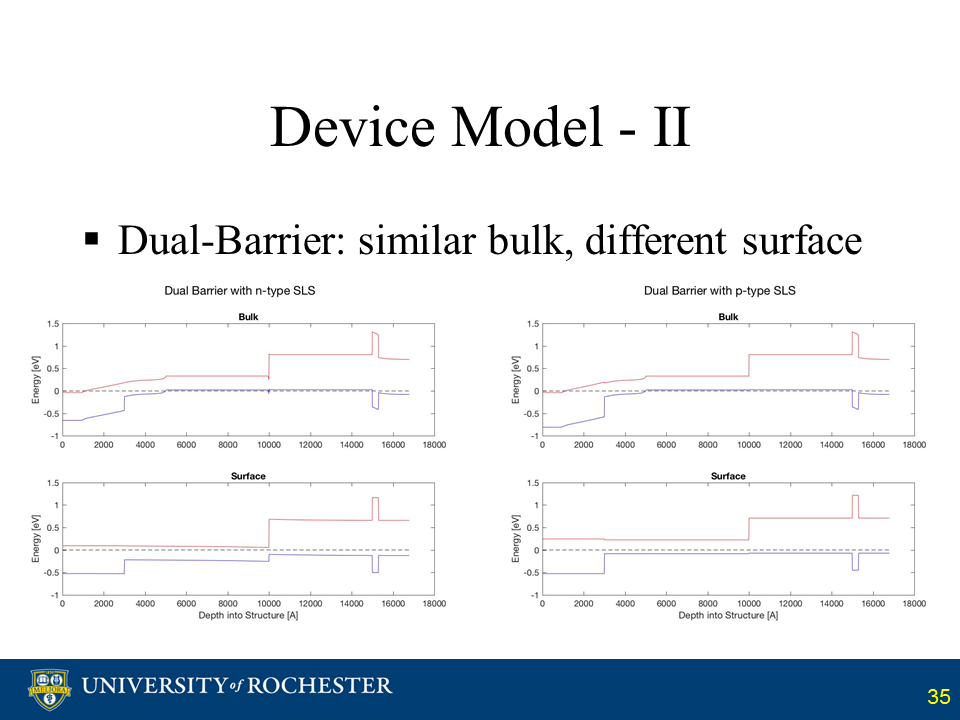 Device Model - II
▪ Dual-Barrier: similar bulk, different surface
Dual Barrier with n-type SLS
Bulk
Energy [eV]
1.5
1
0.5
0
-0.5
-1
0 2000 4000 6000 8000 10000 12000 14000 16000 18000
Surface
Energy [eV]
1.5
1
0.5
0
-0.5
-1
0 2000 4000 6000 8000 10000 12000 14000 16000 18000
Depth into Structure [A]
Dual Barrier with p-type SLS
Bulk
Energy [eV]
1.5
1
0.5
0
-0.5
-1
0 2000 4000 6000 8000 10000 12000 14000 16000 18000
Surface
Energy [eV]
1.5
1
0.5
0
-0.5
-1
0 2000 4000 6000 8000 10000 12000 14000 16000 18000
Depth into Structure [A]
MELIORA
UNIVERSITY of ROCHESTER
35